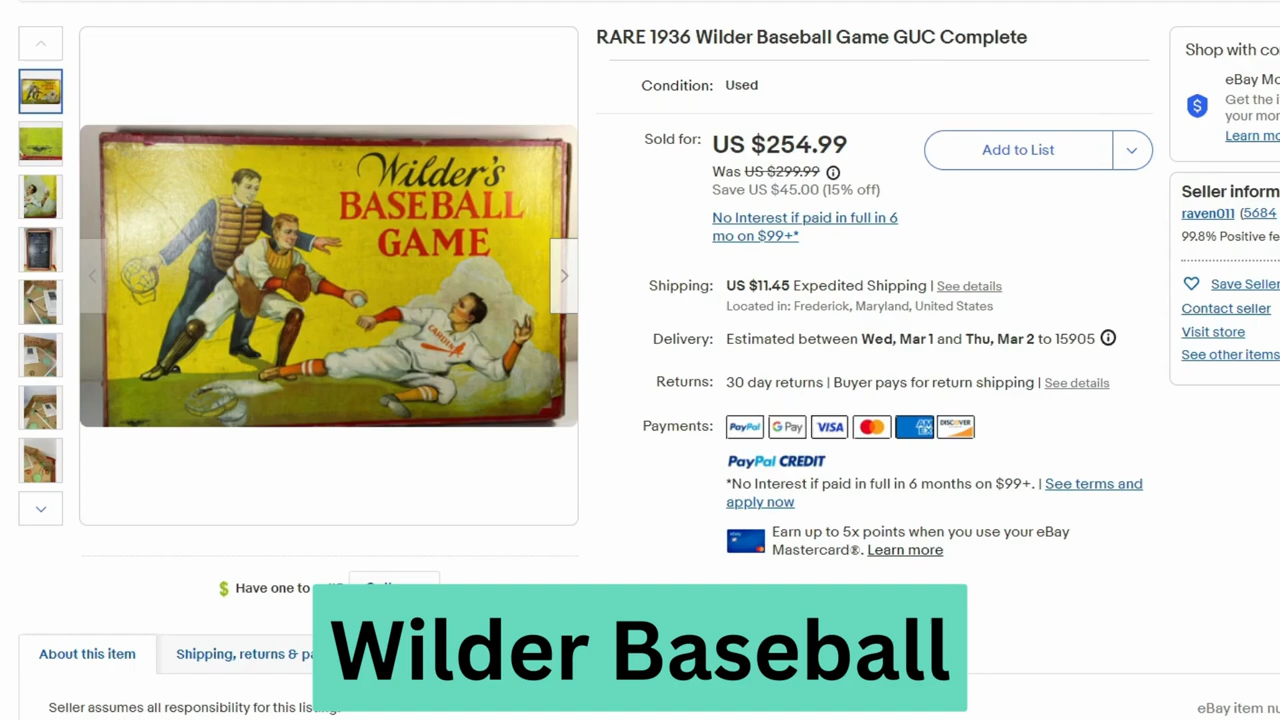 RARE 1936 Wilder Baseball Game GUC Complete
Condition: Used
Sold for: US $254.99
Was US $299.99
Save US $45.00 (15% off)
No Interest if paid in full in 6
mo on $99+*
Add to List
Shipping: US $11.45 Expedited Shipping | See details
Located in: Frederick, Maryland, United States
Delivery: Estimated between Wed, Mar 1 and Thu, Mar 2 to 15905
Returns: 30 day returns | Buyer pays for return shipping | See details
Payments: PayPal G Pay VISA AM EX DISCOVER
PayPal CREDIT
*No Interest if paid in full in 6 months on $99+. | See terms and
apply now
Earn up to 5x points when you use your eBay
Mastercard®. Learn more
Shop with co
eBay Mo
Get the i
your mon
Learn mo
Seller inform
raven011 (5684
99.8% Positive fe
Save Seller
Contact seller
Visit store
See other items
Wilder's
BASEBALL
GAME
CARDINA
Have one to
Wilder Baseball
About this item
Shipping, returns & pa
Seller assumes all responsibility for this listing.
eBay item nu